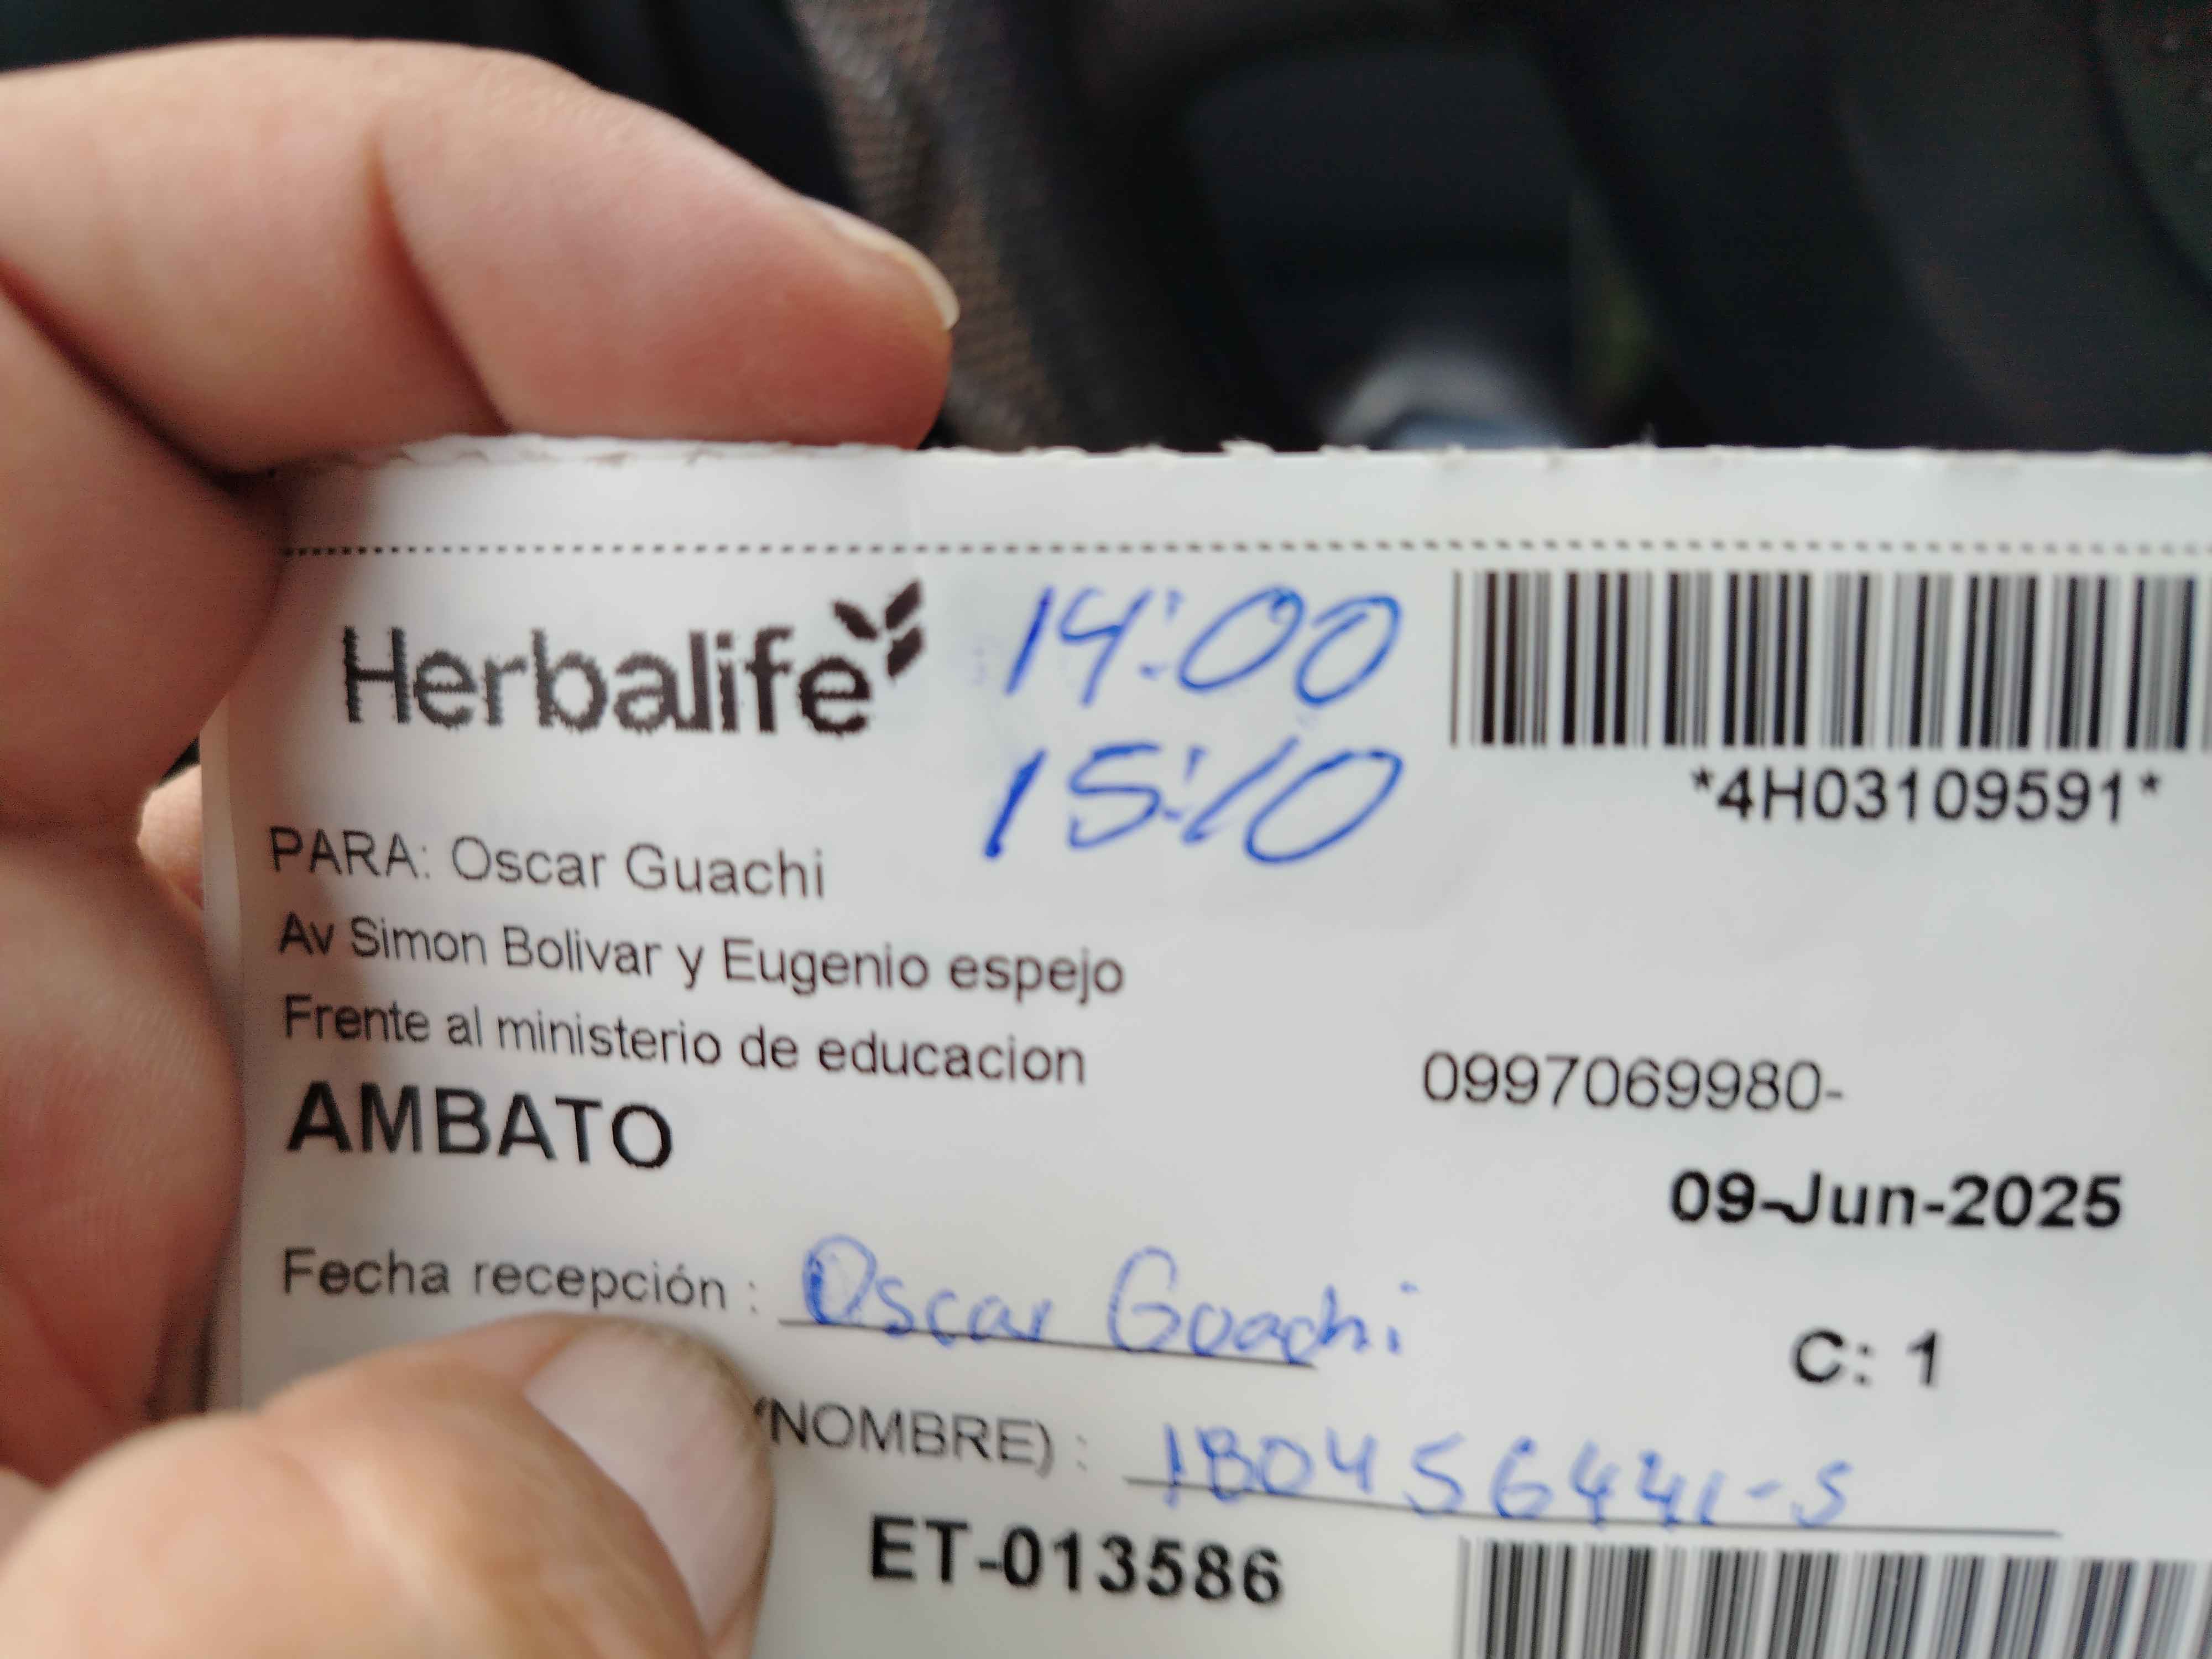 Herbalife
14:00
15:10
*4H03109591*
PARA: Oscar Guachi
Av Simon Bolivar y Eugenio espejo
Frente al ministerio de educacion
0997069980-
AMBATO
09-Jun-2025
Fecha recepción : Oscar Guachi
C: 1
(NOMBRE) : 180456441-5
ET-013586